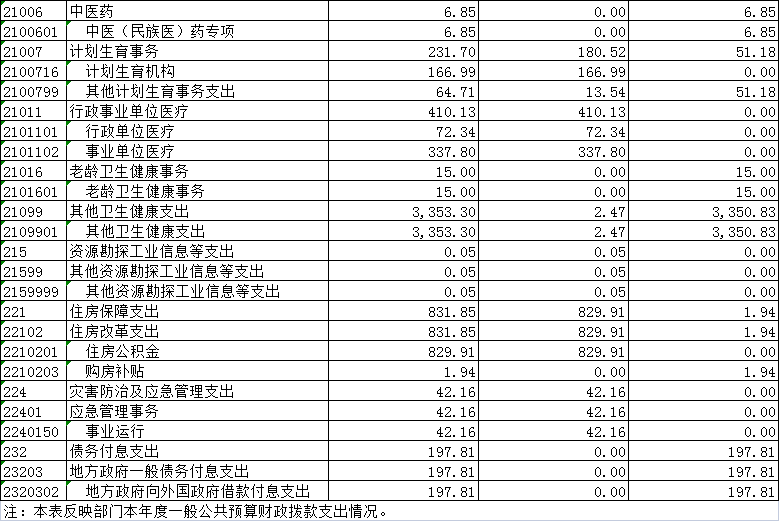 21006 中医药 6.85 0.00 6.85
2100601 中医（民族医）药专项 6.85 0.00 6.85
21007 计划生育事务 231.70 180.52 51.18
2100716 计划生育机构 166.99 166.99 0.00
2100799 其他计划生育事务支出 64.71 13.54 51.18
21011 行政事业单位医疗 410.13 410.13 0.00
2101101 行政单位医疗 72.34 72.34 0.00
2101102 事业单位医疗 337.80 337.80 0.00
21016 老龄卫生健康事务 15.00 0.00 15.00
2101601 老龄卫生健康事务 15.00 0.00 15.00
21099 其他卫生健康支出 3,353.30 2.47 3,350.83
2109901 其他卫生健康支出 3,353.30 2.47 3,350.83
215 资源勘探工业信息等支出 0.05 0.05 0.00
21599 其他资源勘探工业信息等支出 0.05 0.05 0.00
2159999 其他资源勘探工业信息等支出 0.05 0.05 0.00
221 住房保障支出 831.85 829.91 1.94
22102 住房改革支出 831.85 829.91 1.94
2210201 住房公积金 829.91 829.91 0.00
2210203 购房补贴 1.94 0.00 1.94
224 灾害防治及应急管理支出 42.16 42.16 0.00
22401 应急管理事务 42.16 42.16 0.00
2240150 事业运行 42.16 42.16 0.00
232 债务付息支出 197.81 0.00 197.81
23203 地方政府一般债务付息支出 197.81 0.00 197.81
2320302 地方政府向外国政府借款付息支出 197.81 0.00 197.81
注：本表反映部门本年度一般公共预算财政拨款支出情况。